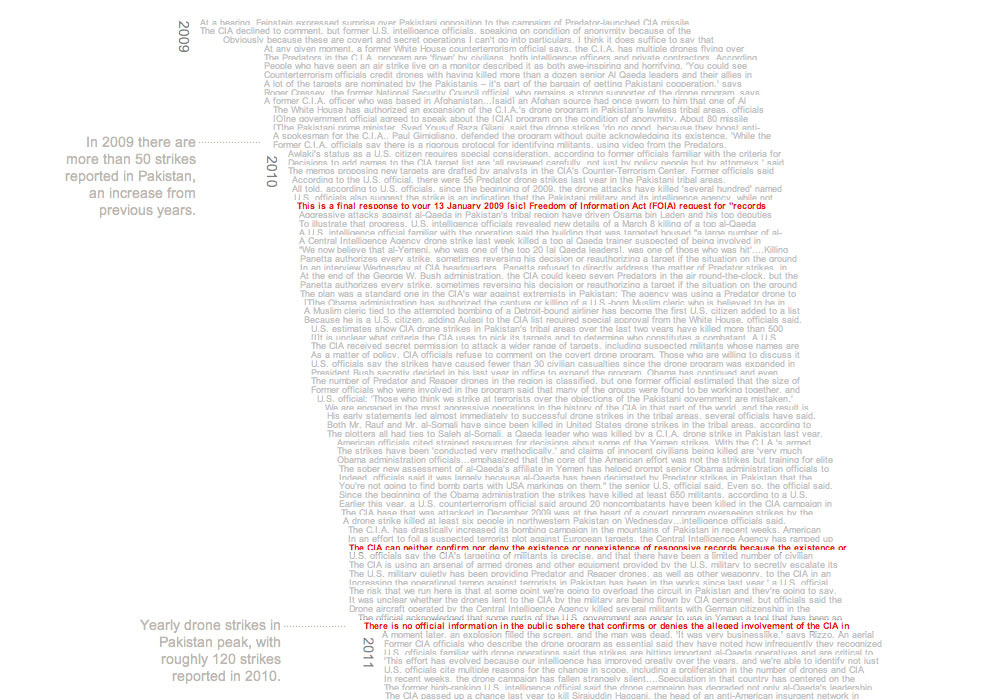 2009
At a hearing, Feinstein expressed surprise over Pakistani opposition to the campaign of Predator-launched CIA missile
The CIA declined to comment, but former U.S. intelligence officials, speaking on condition of anonymity because of the
Obviously because these are covert and secret operations I can't go into particulars, I think it does suffice to say that
At any given moment, a former White House counterterrorism official says, the C.I.A. has multiple drones flying over
The Predators in the C.I.A. program are 'flown' by civilians, both intelligence officers and private contractors. According
People who have seen an air strike live on a monitor described it as both awe-inspiring and horrifying. 'You could see
Counterterrorism officials credit drones with having killed more than a dozen senior Al Qaeda leaders and their allies in
A lot of the targets are nominated by the Pakistanis – it's part of the bargain of getting Pakistani cooperation,' says
Roger Cressey, the former National Security Council official, who remains a strong supporter of the drone program, says
A former C.I.A. officer who was based in Afghanistan...[said] an Afghan source had once sworn to him that one of Al
The White House has authorized an expansion of the C.I.A.'s drone program in Pakistan's lawless tribal areas, officials
[O]ne government official agreed to speak about the [CIA] program on the condition of anonymity. About 80 missile
[T]he Pakistani prime minister, Syed Yousuf Raza Gilani, said the drone strikes 'do no good, because they boost anti-
A spokesman for the C.I.A., Paul Gimigliano, defended the program without quite acknowledging its existence. 'While the
Former C.I.A. officials say there is a rigorous protocol for identifying militants, using video from the Predators,
In 2009 there are
more than 50 strikes
reported in Pakistan,
an increase from
previous years.
2010
Awlaki's status as a U.S. citizen requires special consideration, according to former officials familiar with the criteria for
Decisions to add names to the CIA target list are 'all reviewed carefully, not just by policy people but by attorneys,' said
The memos proposing new targets are drafted by analysts in the CIA's Counter-Terrorism Center. Former officials said
According to the U.S. official, there were 55 Predator strikes last year in the Pakistani tribal areas.
All told, according to U.S. officials, since the beginning of 2009, the drone attacks have killed 'several hundred' named
U.S. officials also suggest the strike is an indication that the Pakistani military and its intelligence agency, while not
This is a final response to your 13 January 2009 [sic] Freedom of Information Act (FOIA) request for "records
Aggressive attacks against al-Qaeda in Pakistan's tribal region have driven Osama bin Laden and his top deputies
To illustrate that progress, U.S. intelligence officials revealed new details of a March 8 killing of a top al-Qaeda
A U.S. intelligence official familiar with the operation said the building that was targeted housed "a large number of al-
A Central Intelligence Agency drone strike last week killed a top al Qaeda trainer suspected of being involved in
"We now believe that al-Yemeni, who was one of the top 20 [al Qaeda leaders], was one of those who was hit'....Killing
Panetta authorizes every strike, sometimes reversing his decision or reauthorizing a target if the situation on the ground
In an interview Wednesday at CIA headquarters, Panetta refused to directly address the matter of Predator strikes, in
At the end of the George W. Bush administration, the CIA could keep seven Predators in the air round-the-clock, but the
Panetta authorizes every strike, sometimes reversing his decision or reauthorizing a target if the situation on the ground
The plan was a standard one in the CIA's war against extremists in Pakistan: The agency was using a Predator drone to
[T]he Obama administration has authorized the capture or killing of a U.S.-born Muslim cleric who is believed to be in
A Muslim cleric tied to the attempted bombing of a Detroit-bound airliner has become the first U.S. citizen added to a list
Because he is a U.S. citizen, adding Aulaqi to the CIA list required special approval from the White House, officials said.
U.S. estimates show CIA drone strikes in Pakistan's tribal areas over the last two years have killed more than 500
[I]t is unclear what criteria the CIA uses to pick its targets and to determine who constitutes a combatant. A U.S.
The CIA received secret permission to attack a wider range of targets, including suspected militants whose names are
As a matter of policy, CIA officials refuse to comment on the covert drone program. Those who are willing to discuss it
U.S. officials say the strikes have caused fewer than 30 civilian casualties since the drone program was expanded in
President Bush secretly decided in his last year in office to expand the program. Obama has continued and even
The number of Predator and Reaper drones in the region is classified, but one former official estimated that the size of
Former officials who were involved in the program said that many of the groups were found to be working together, and
U.S. official: 'Those who think we strike at terrorists over the objections of the Pakistani government are mistaken.'
We are engaged in the most aggressive operations in the history of the CIA in that part of the world, and the result is
His early statements led almost immediately to successful drone strikes in the tribal areas, several officials have said.
Both Mr. Rauf and Mr. al-Somali have since been killed in United States drone strikes in the tribal areas, according to
The plotters all had ties to Saleh al-Somali, a Qaeda leader who was killed by a C.I.A. drone strike in Pakistan last year.
American officials cited strained resources for decisions about some of the Yemen strikes. With the C.I.A.'s armed
The strikes have been 'conducted very methodically,' and claims of innocent civilians being killed are 'very much
Obama administration officials...emphasized that the core of the American effort was not the strikes but training for elite
The sober new assessment of al-Qaeda's affiliate in Yemen has helped prompt senior Obama administration officials to
Indeed, officials said it was largely because al-Qaeda has been decimated by Predator strikes in Pakistan that the
You're not going to find bomb parts with USA markings on them," the senior U.S. official said. Even so, the official said,
Since the beginning of the Obama administration the strikes have killed at least 650 militants, according to a U.S.
Earlier this year, a U.S. counterterrorism official said around 20 noncombatants have been killed in the CIA campaign in
The CIA base that was attacked in December 2009 was at the heart of a covert program overseeing strikes by the
A drone strike killed at least six people in northwestern Pakistan on Wednesday...intelligence officials said.
The C.I.A. has drastically increased its bombing campaign in the mountains of Pakistan in recent weeks, American
In an effort to foil a suspected terrorist plot against European targets, the Central Intelligence Agency has ramped up
The CIA can neither confirm nor deny the existence or nonexistence of responsive records because the existence or
U.S. officials say the CIA's targeting of militants is precise, and that there have been a limited number of civilian
The CIA is using an arsenal of armed drones and other equipment provided by the U.S. military to secretly escalate its
The U.S. military quietly has been providing Predator and Reaper drones, as well as other weaponry, to the CIA in an
Increasing the operational tempo against terrorists in Pakistan has been in the works since last year,' a U.S. official
The risk that we run here is that at some point we're going to overload the circuit in Pakistan and they're going to say,
It was unclear whether the drones lent to the CIA by the military are being flown by CIA personnel, but officials said the
Drone aircraft operated by the Central Intelligence Agency killed several militants with German citizenship in the
The official acknowledged that some parts of the U.S. government are eager to use in Yemen a tool that has been so
There is no official information in the public sphere that confirms or denies the alleged involvement of the CIA in
Yearly drone strikes in
Pakistan peak, with
roughly 120 strikes
reported in 2010.
2011
A moment later, an explosion filled the screen, and the man was dead. 'It was very businesslike,' says Rizzo. An aerial
Former CIA officials who describe the drone program as essential said they have noted how infrequently they recognized
U.S. officials familiar with drone operations said the strikes are hitting important al-Qaeda operatives and are critical to
'This effort has evolved because our intelligence has improved greatly over the years, and we're able to identify not just
U.S. officials cite multiple reasons for the change in scope, including a proliferation in the number of drones and CIA
In recent weeks, the drone campaign has fallen strangely silent....Speculation in that country has centered on the
The former high-ranking U.S. intelligence official said the drone campaign has degraded not only al-Qaeda's leadership
The CIA passed up a chance last year to kill Sirajuddin Haqqani, the head of an anti-American insurgent network in